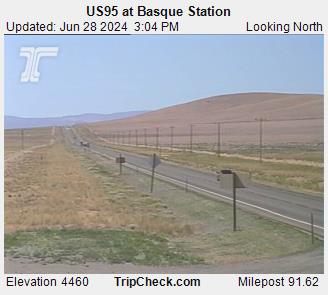 US95 at Basque Station
Updated: Jun 28 2024  3:04 PM    Looking North
Elevation 4460    TripCheck.com    Milepost 91.62